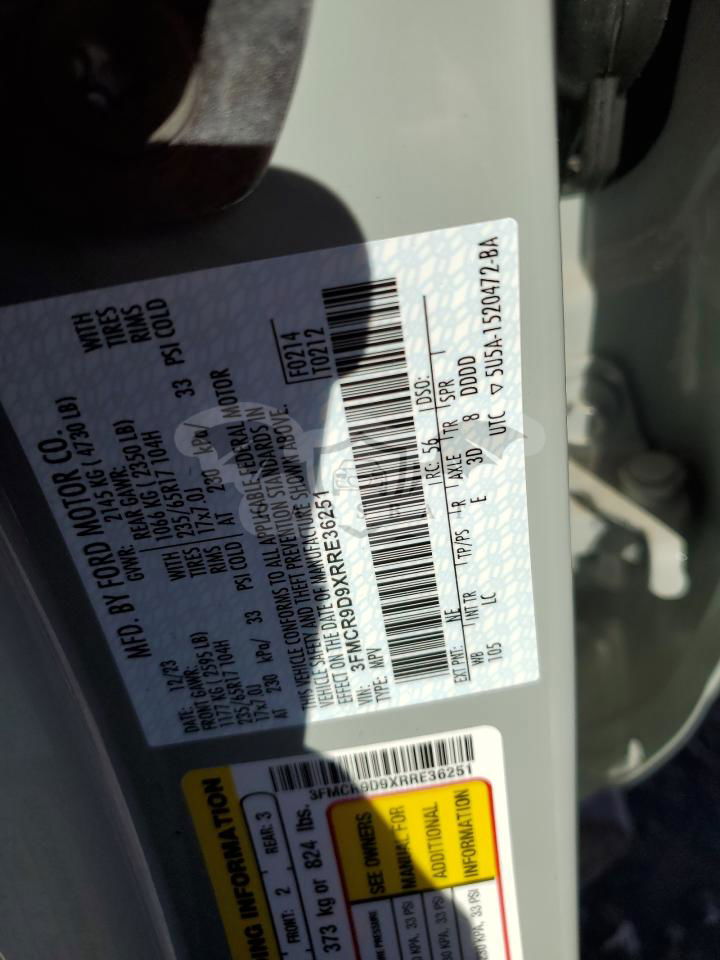 MFD. BY FORD MOTOR CO.
DATE: 12/23
GVWR: 2145 KG ( 4730 LB)
FRONT GAWR:
1177 KG ( 2595 LB)
235/65R17 104H
17x7.0J
AT 230 kPa/ 33
REAR GAWR:
1066 KG ( 2350 LB)
235/65R17 104H
17x7.0J
AT 230 kPa/ 33 PSI COLD
WITH
TIRES
RIMS
THIS VEHICLE CONFORMS TO ALL APPLICABLE FEDERAL MOTOR
VEHICLE SAFETY AND THEFT PREVENTION STANDARDS IN
EFFECT ON THE DATE OF MANUFACTURE SHOWN ABOVE.
VIN: 3FMCR9D9XRRE36251
TYPE: MPV
F0214
T0212
EXT PNT: NE RC: 56 DSO:
WB INT TR TP/PS R AXLE TR SPR
105 LC E 3D 8 DDDD
UTC ▽ 5U5A-1520472-BA
3FMCR9D9XRRE36251
INFORMATION
FRONT: 2 REAR: 3
373 kg or 824 lbs.
SEE OWNERS
MANUAL FOR
ADDITIONAL
INFORMATION
33 PSI
33 PSI
33 PSI